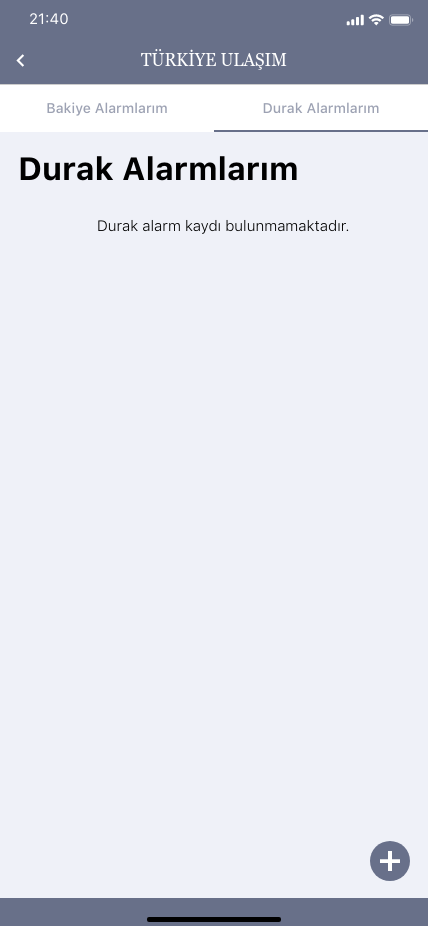 21:40
TÜRKİYE ULAŞIM
Bakiye Alarmlarım
Durak Alarmlarım
Durak Alarmlarım
Durak alarm kaydı bulunmamaktadır.